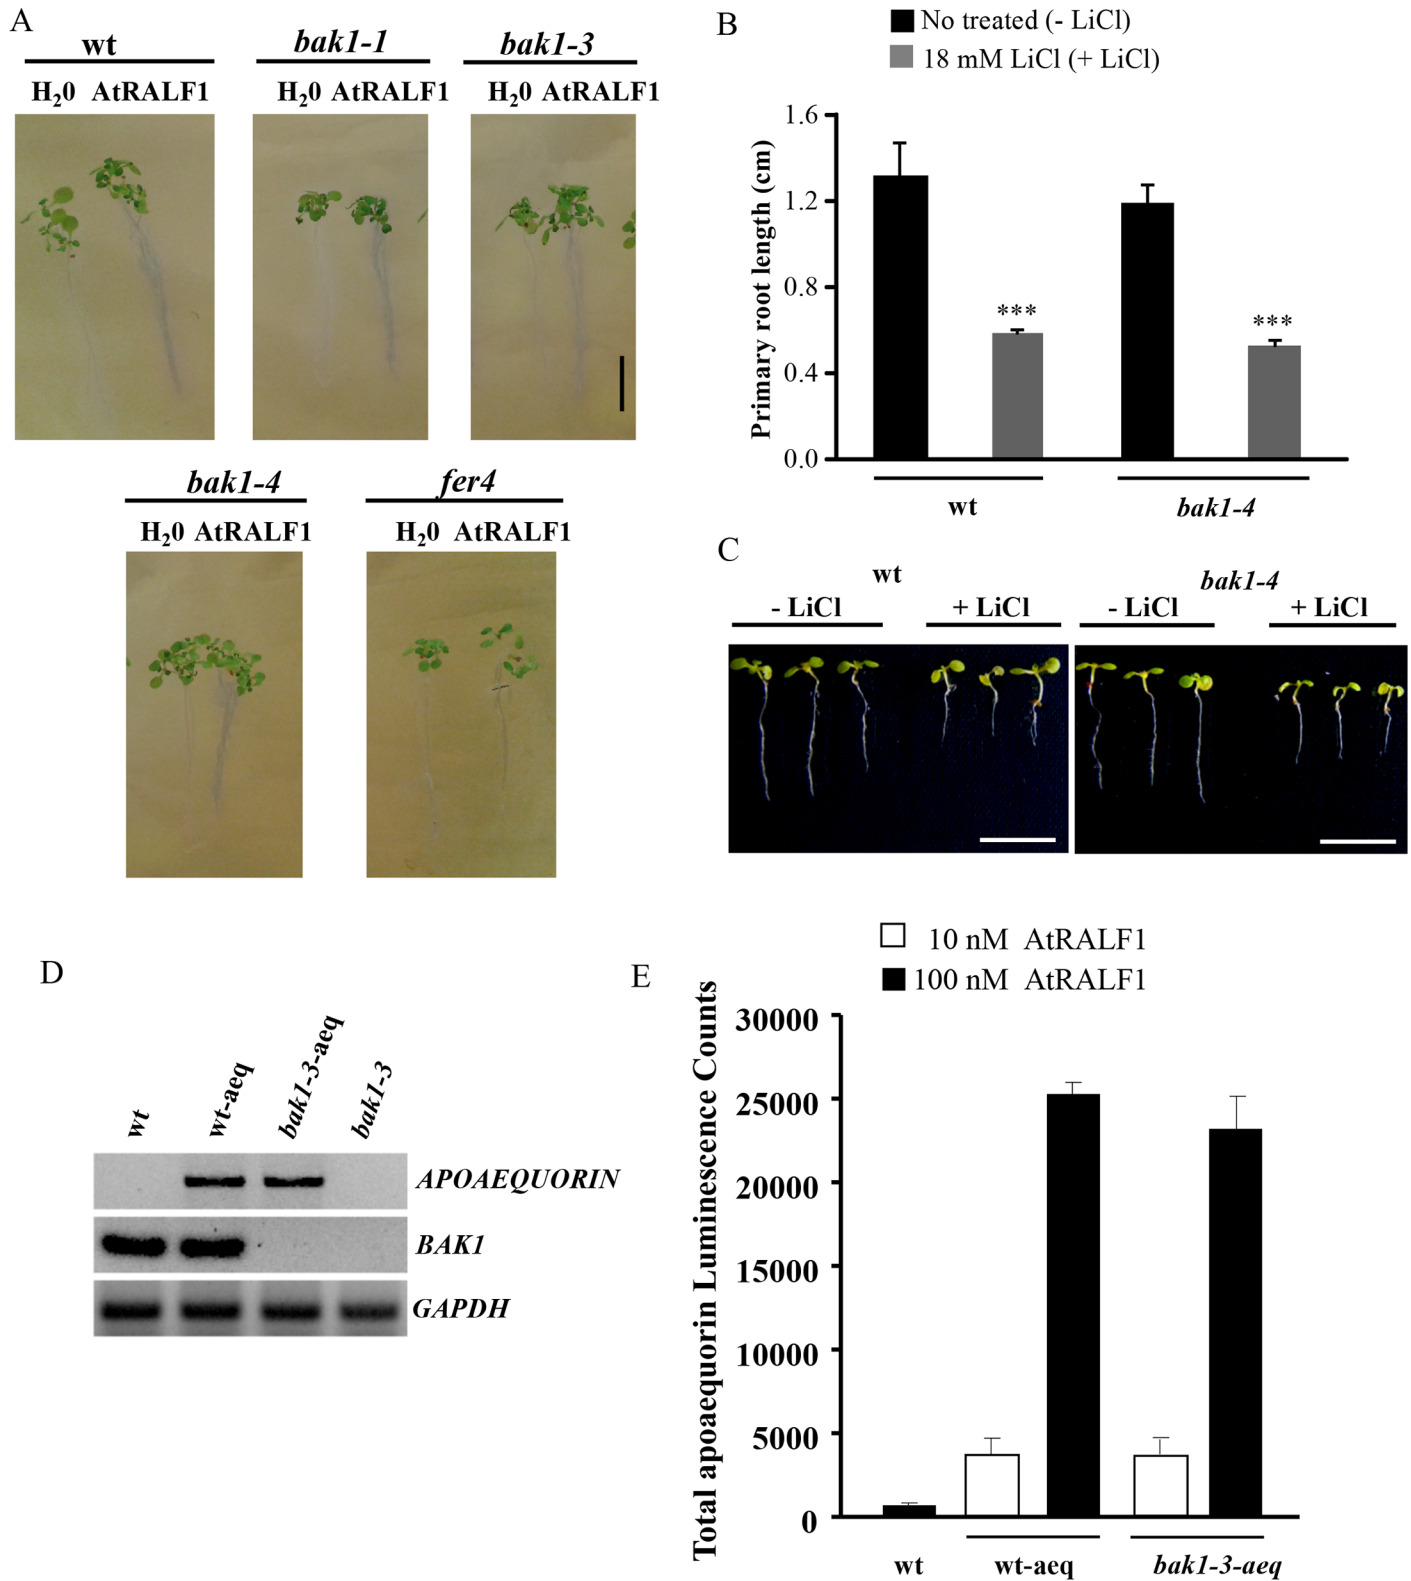 A
wt
bak1-1
bak1-3
H20 AtRALF1
H20 AtRALF1
H20 AtRALF1
bak1-4
fer4
H20 AtRALF1
H20 AtRALF1
B
No treated (- LiCl)
18 mM LiCl (+ LiCl)
Primary root length (cm)
1.6
1.2
0.8
0.4
0.0
***
***
wt
bak1-4
C
wt
bak1-4
- LiCl
+ LiCl
- LiCl
+ LiCl
D
wt
wt-aeq
bak1-3-aeq
bak1-3
APOAEQUORIN
BAK1
GAPDH
E
10 nM AtRALF1
100 nM AtRALF1
Total apoaequorin Luminescence Counts
30000
25000
20000
15000
10000
5000
0
wt
wt-aeq
bak1-3-aeq